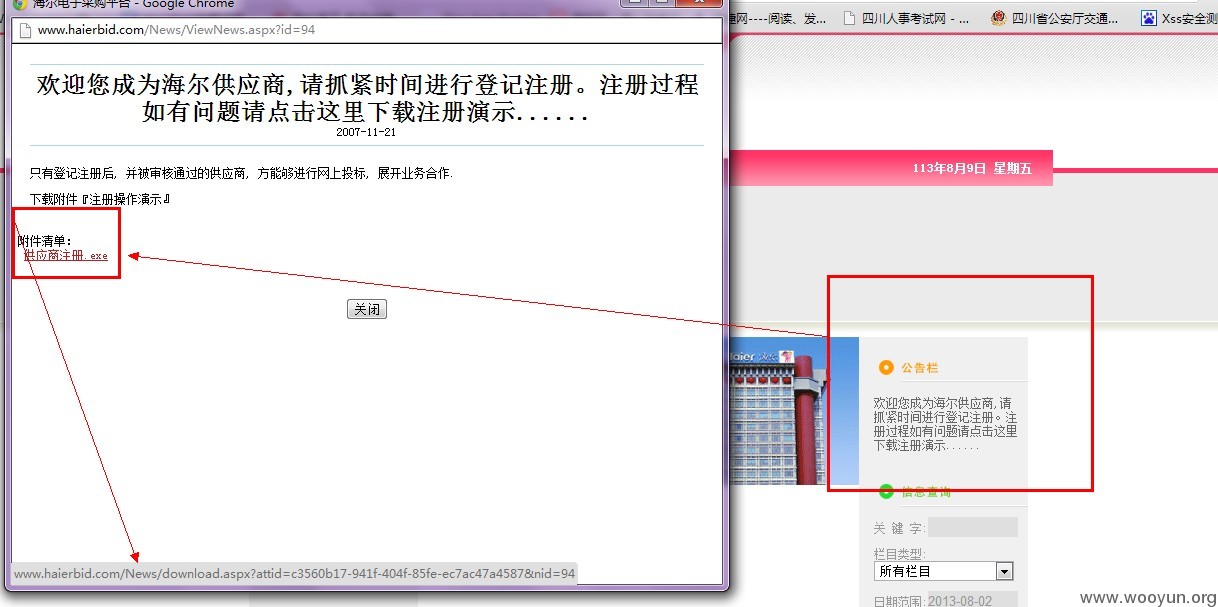 海尔电子采购平台 - Google Chrome
www.haierbid.com/News/ViewNews.aspx?id=94
欢迎您成为海尔供应商,请抓紧时间进行登记注册。注册过程
如有问题请点击这里下载注册演示......
2007-11-21
只有登记注册后, 并被审核通过的供应商, 方能够进行网上投标, 展开业务合作.
下载附件『注册操作演示』
附件清单:
供应商注册.exe
关闭
www.haierbid.com/News/download.aspx?attid=c3560b17-941f-404f-85fe-ec7ac47a4587&nid=94
建网----阅读、发...
四川人事考试网 - ...
四川省公安厅交通...
Xss安全测
113年8月9日 星期五
Haier
公告栏
欢迎您成为海尔供应商,请
抓紧时间进行登记注册。注
册过程如有问题请点击这里
下载注册演示......
信息查询
关 键 字:
栏目类型:
所有栏目
日期范围: 2013-08-02
www.wooyun.org